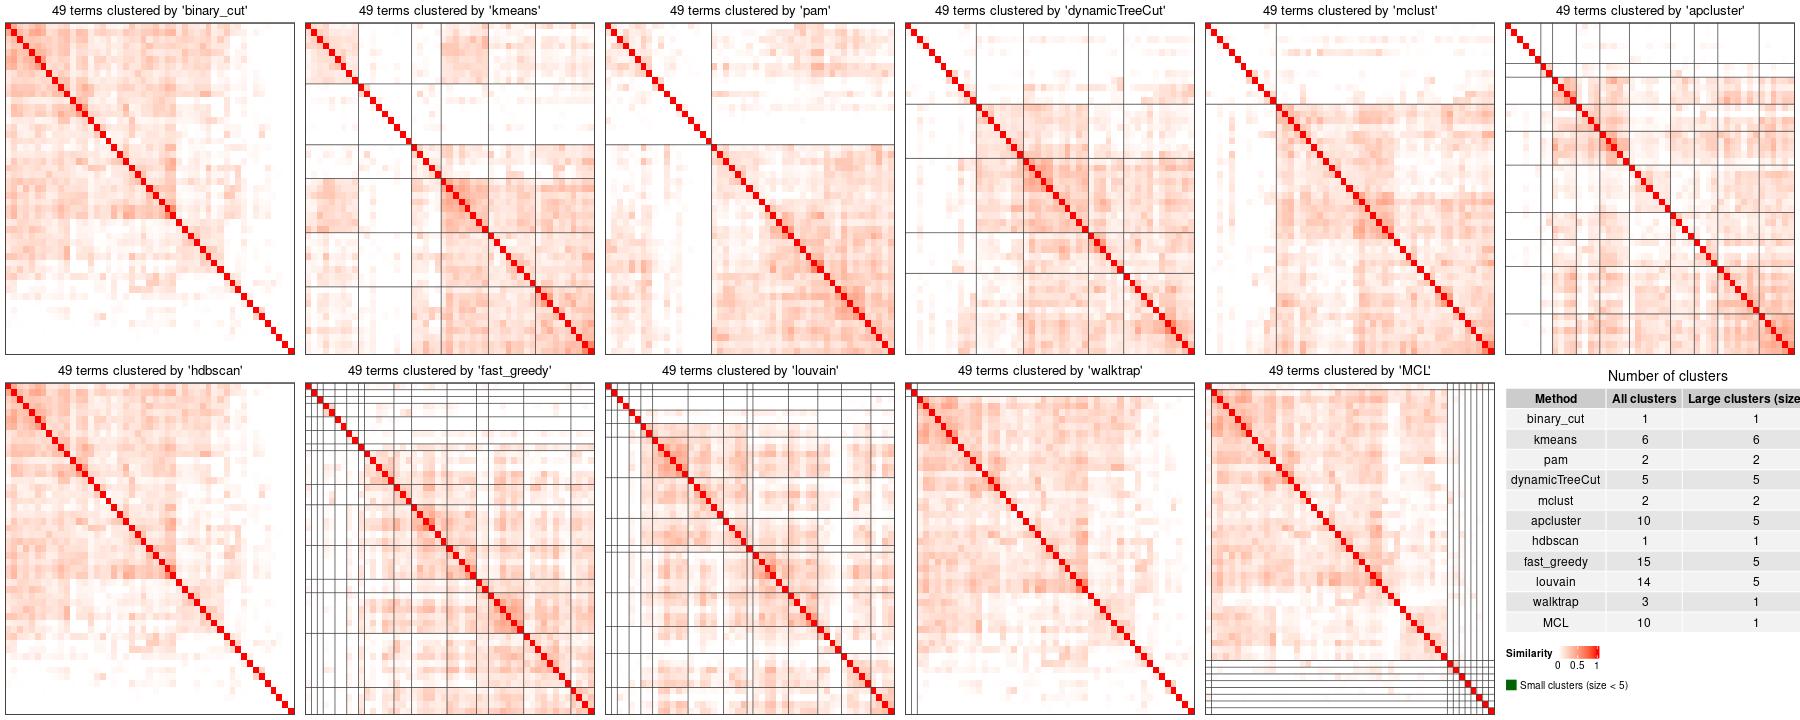 49 terms clustered by 'binary_cut'
49 terms clustered by 'kmeans'
49 terms clustered by 'pam'
49 terms clustered by 'dynamicTreeCut'
49 terms clustered by 'mclust'
49 terms clustered by 'apcluster'
49 terms clustered by 'hdbscan'
49 terms clustered by 'fast_greedy'
49 terms clustered by 'louvain'
49 terms clustered by 'walktrap'
49 terms clustered by 'MCL'
Number of clusters
Method All clusters Large clusters (size
binary_cut 1 1
kmeans 6 6
pam 2 2
dynamicTreeCut 5 5
mclust 2 2
apcluster 10 5
hdbscan 1 1
fast_greedy 15 5
louvain 14 5
walktrap 3 1
MCL 10 1
Similarity
0 0.5 1
Small clusters (size < 5)